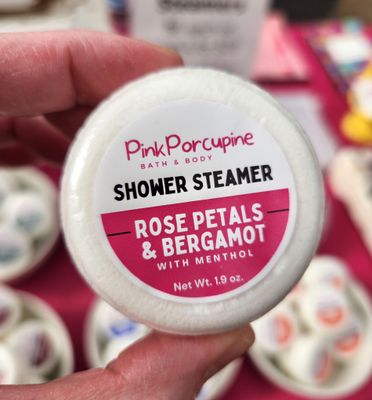 PinkPorcupine
BATH & BODY
SHOWER STEAMER
ROSE PETALS
& BERGAMOT
WITH MENTHOL
Net Wt. 1.9 oz.